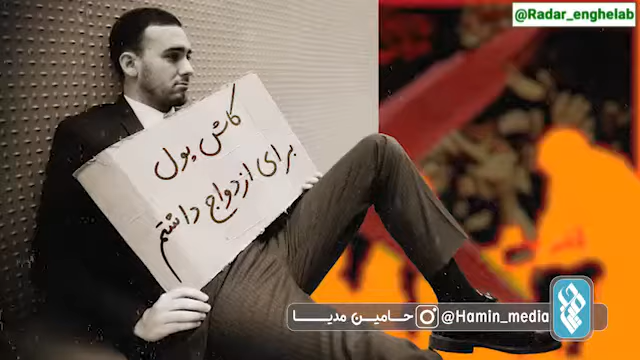 @Radar_enghelab
کاش پول
برای ازدواج داشتم
حامین مدیا @Hamin_media